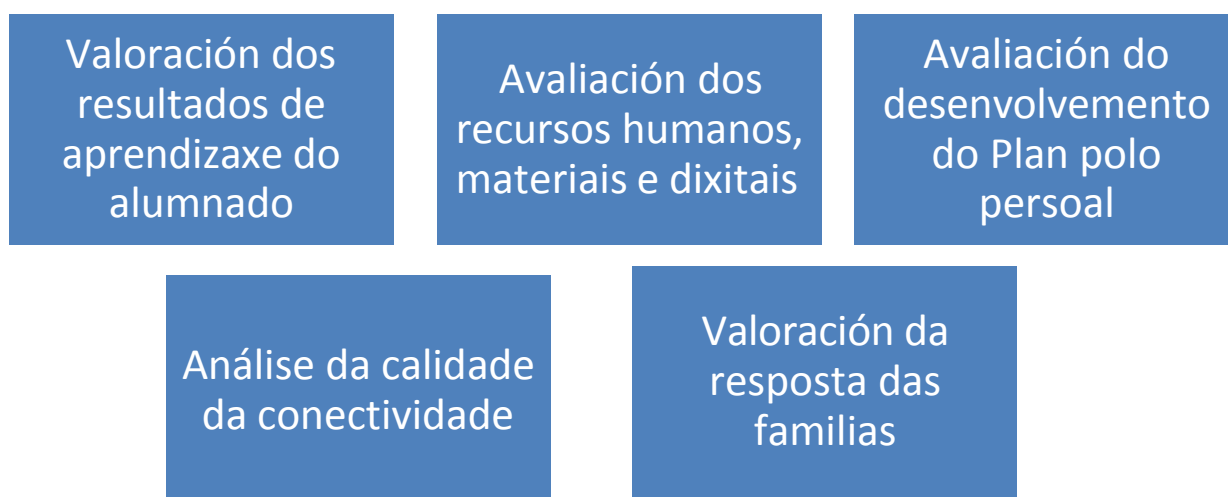 Valoración dos
resultados de
aprendizaxe do
alumnado
Avaliación dos
recursos humanos,
materiais e dixitais
Avaliación do
desenvolvemento
do Plan polo
persoal
Análise da calidade
da conectividade
Valoración da
resposta das
familias